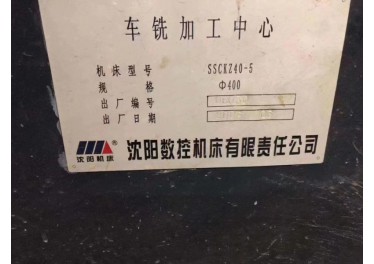 车铣加工中心
机床型号 SSCKZ40-5
规格 Φ400
出厂编号
出厂日期
沈阳机床® 沈阳数控机床有限责任公司